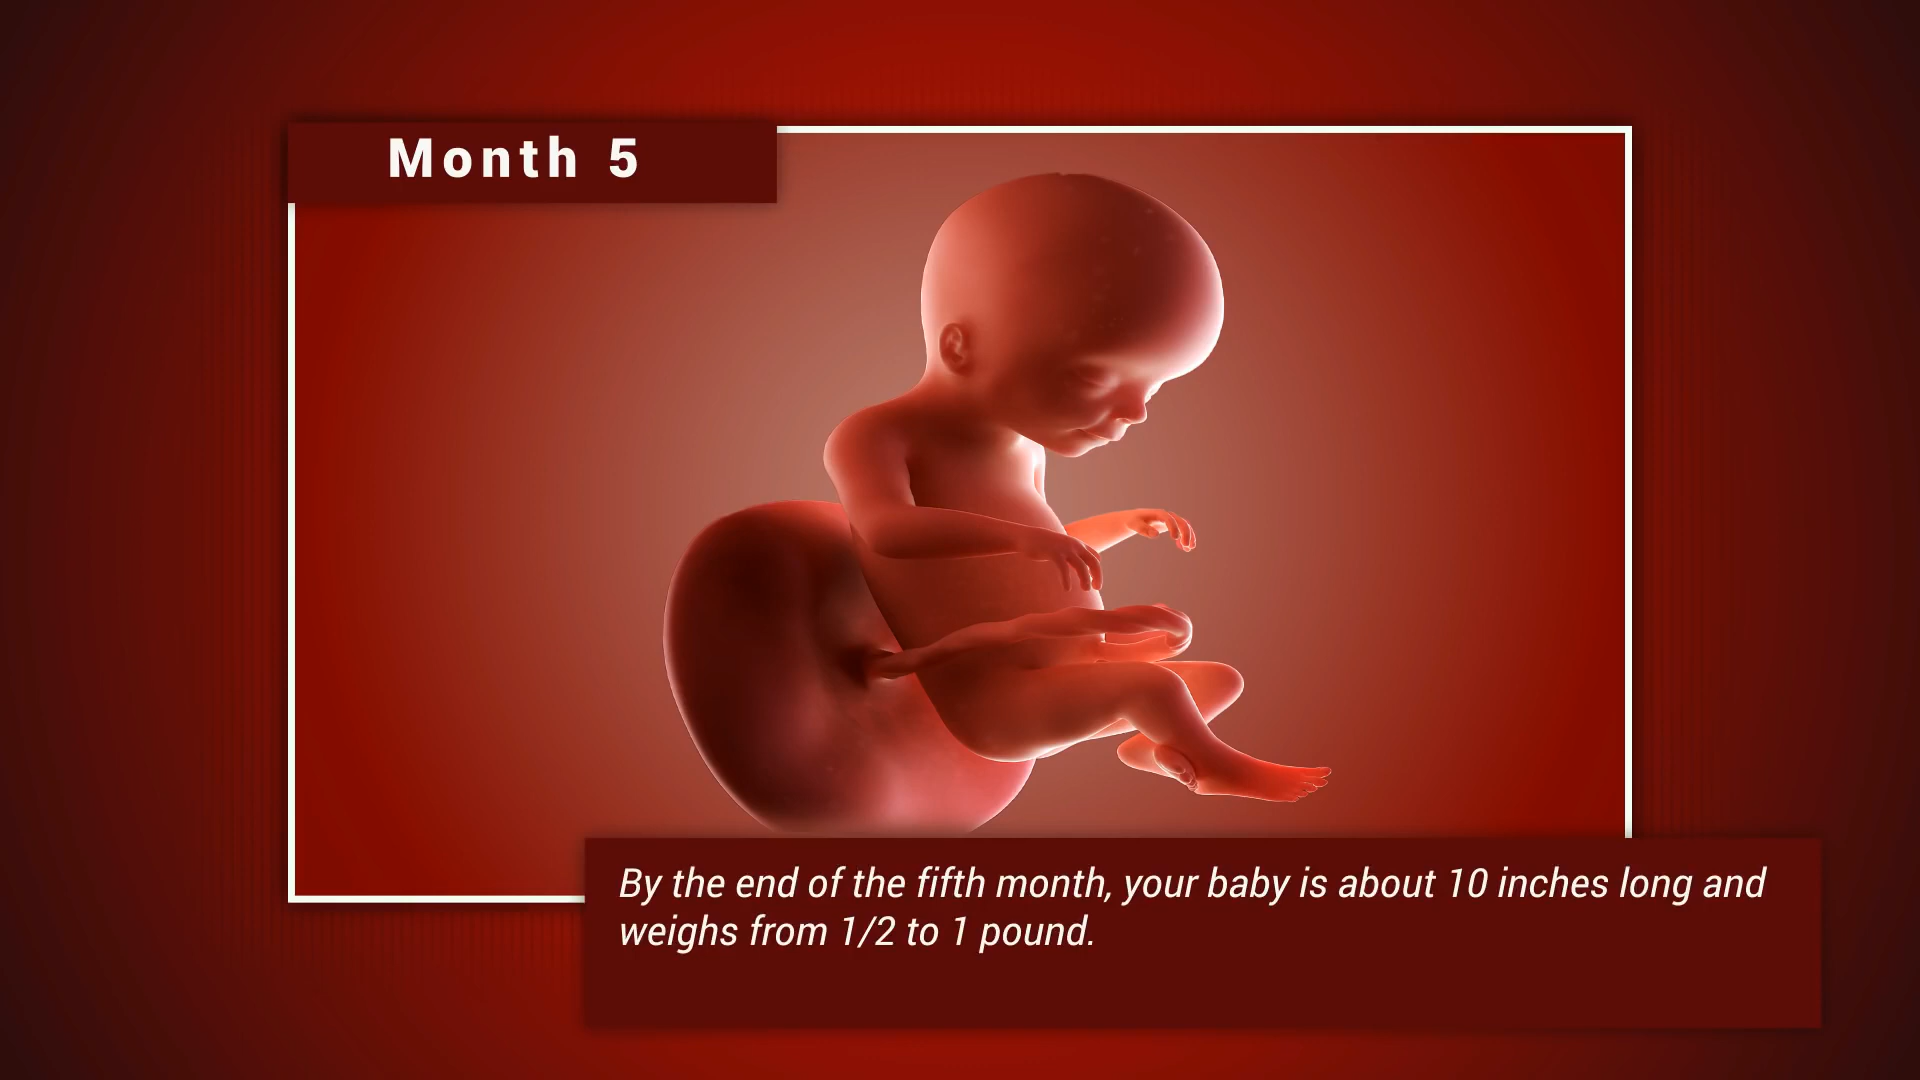 Month 5
By the end of the fifth month, your baby is about 10 inches long and
weighs from 1/2 to 1 pound.